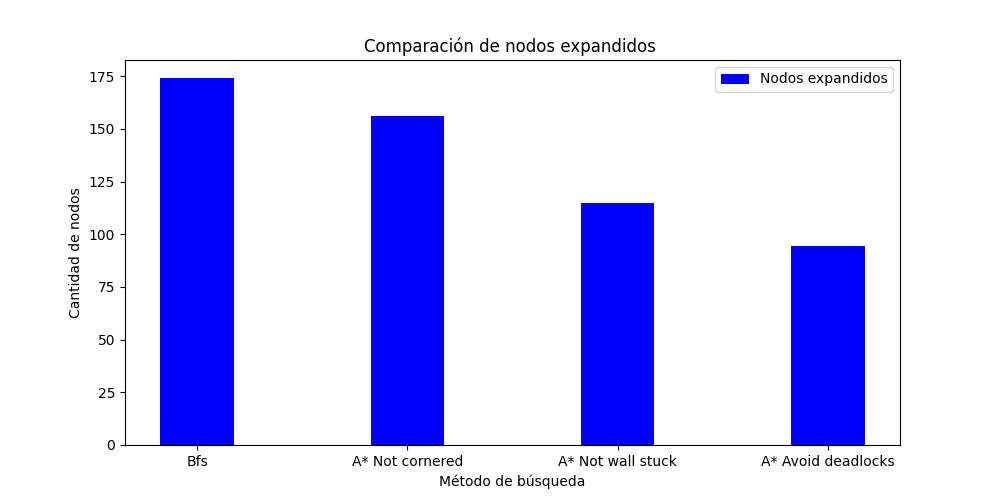 Comparación de nodos expandidos
Nodos expandidos
Cantidad de nodos
175
150
125
100
75
50
25
0
Bfs
A* Not cornered
A* Not wall stuck
A* Avoid deadlocks
Método de búsqueda